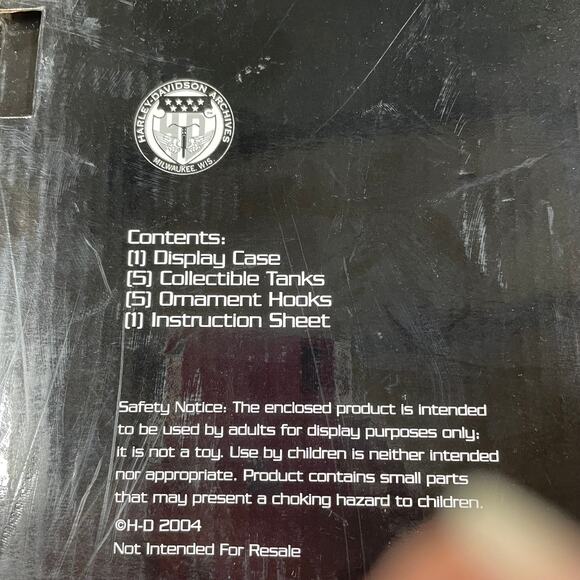 HARLEY-DAVIDSON ARCHIVES
MILWAUKEE, WIS.
Contents:
(1) Display Case
(5) Collectible Tanks
(5) Ornament Hooks
(1) Instruction Sheet
Safety Notice: The enclosed product is intended
to be used by adults for display purposes only;
it is not a toy. Use by children is neither intended
nor appropriate. Product contains small parts
that may present a choking hazard to children.
©H-D 2004
Not Intended For Resale